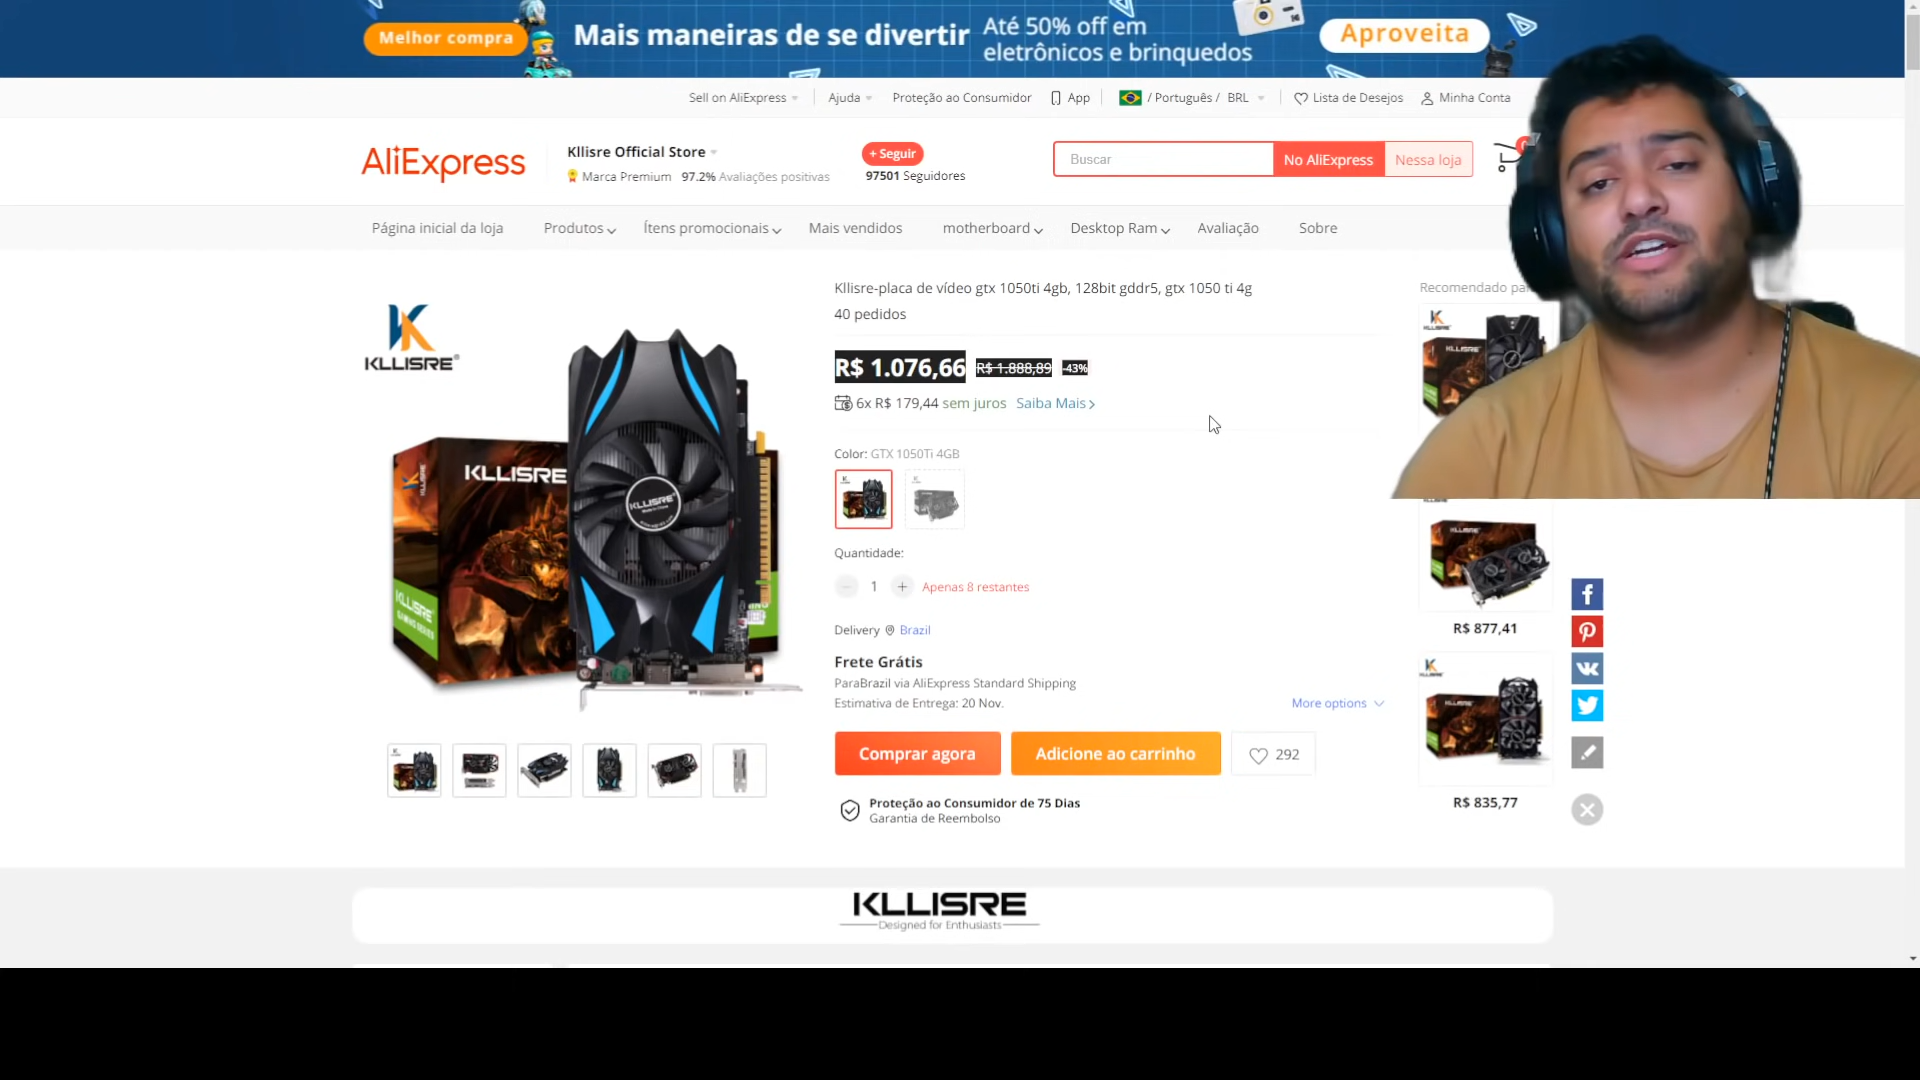 Melhor compra
Mais maneiras de se divertir
Até 50% off em
eletrônicos e brinquedos
Aproveita
Sell on AliExpress
Ajuda
Proteção ao Consumidor
App
/ Português / BRL
Lista de Desejos
Minha Conta
AliExpress
Kllisre Official Store
Marca Premium 97.2% Avaliações positivas
+ Seguir
97501 Seguidores
Buscar
No AliExpress
Nessa loja
Página inicial da loja
Produtos
Ítens promocionais
Mais vendidos
motherboard
Desktop Ram
Avaliação
Sobre
Kllisre-placa de vídeo gtx 1050ti 4gb, 128bit gddr5, gtx 1050 ti 4g
40 pedidos
R$ 1.076,66 R$ 1.888,89 -43%
6x R$ 179,44 sem juros Saiba Mais
Color: GTX 1050Ti 4GB
Quantidade:
1
Apenas 8 restantes
Delivery Brazil
Frete Grátis
ParaBrazil via AliExpress Standard Shipping
Estimativa de Entrega: 20 Nov.
More options
Comprar agora
Adicione ao carrinho
292
Proteção ao Consumidor de 75 Dias
Garantia de Reembolso
K
KLLISRE
KLLISRE
KLLISRE
KLLISRE
Recomendado
KLLISRE
R$ 877,41
R$ 835,77
KLLISRE
Designed for Enthusiasts